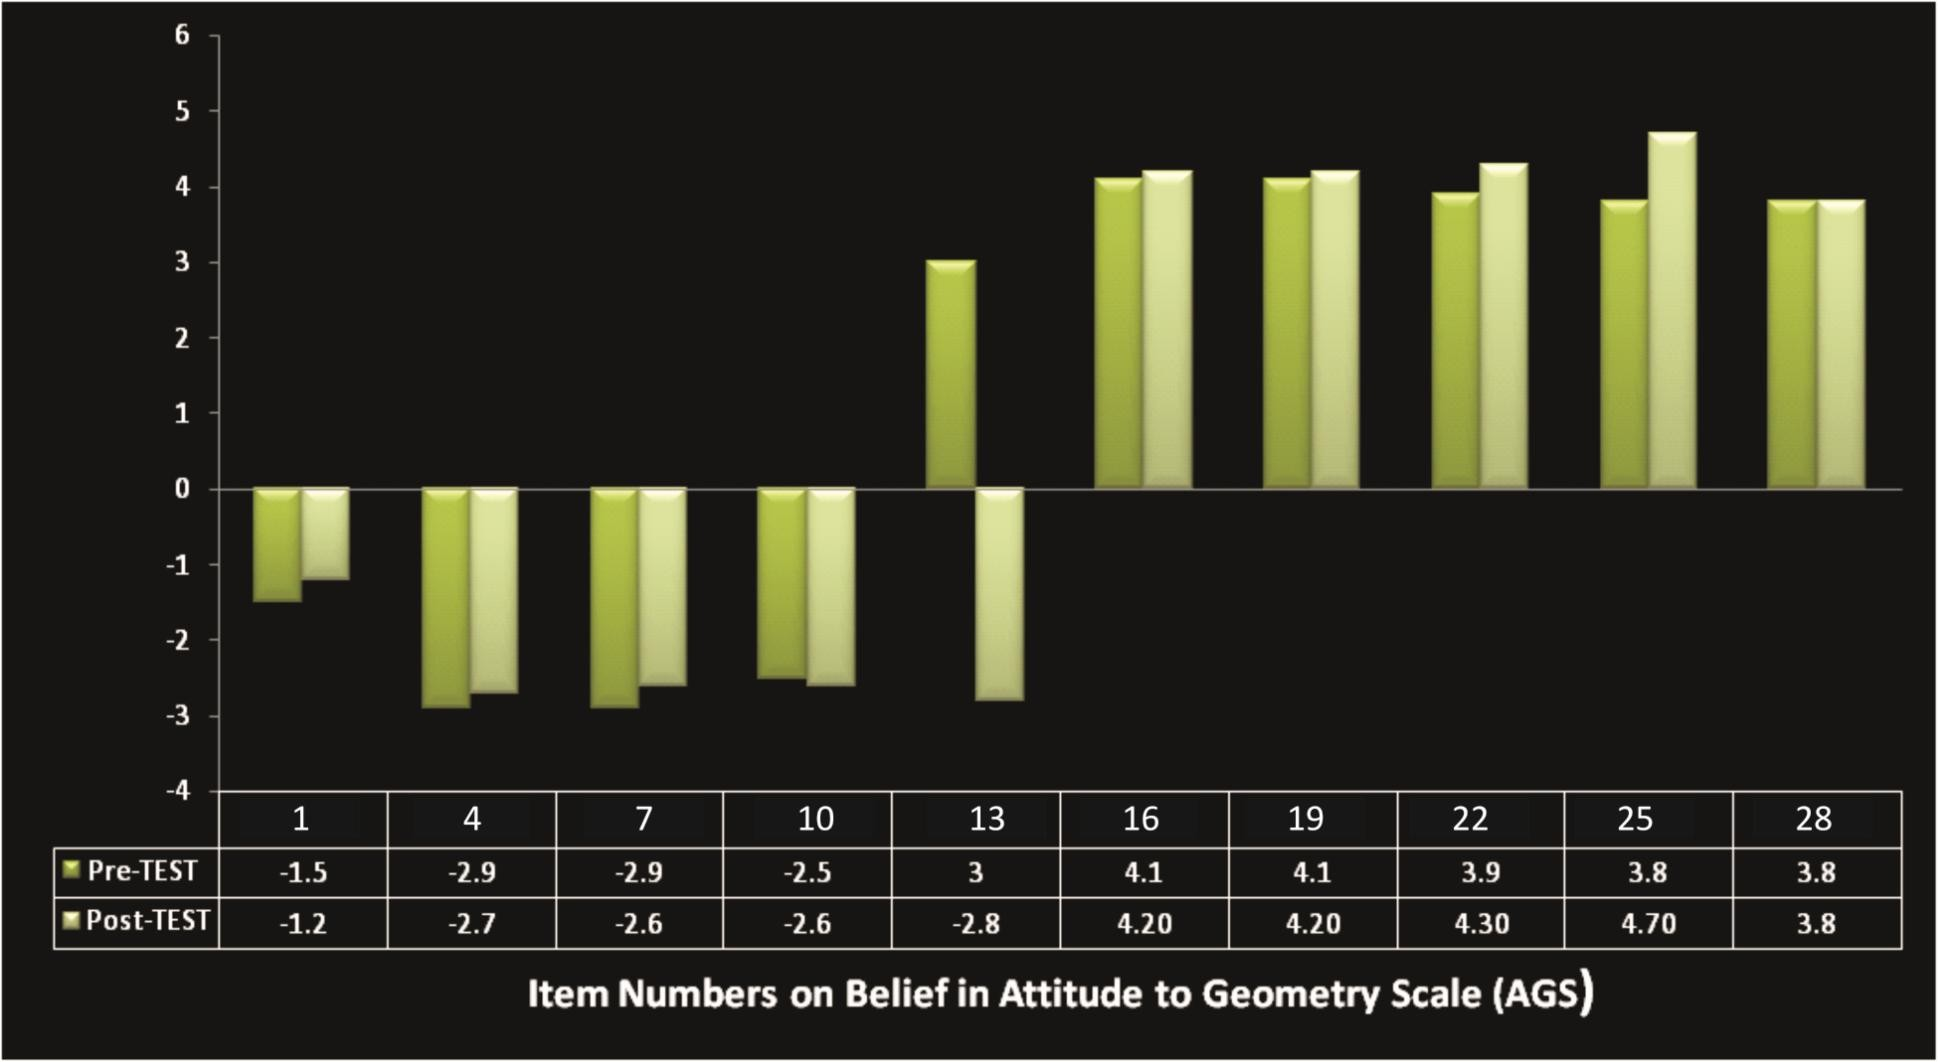 6
5
4
3
2
1
0
-1
-2
-3
-4
1 4 7 10 13 16 19 22 25 28
Pre-TEST -1.5 -2.9 -2.9 -2.5 3 4.1 4.1 3.9 3.8 3.8
Post-TEST -1.2 -2.7 -2.6 -2.6 -2.8 4.20 4.20 4.30 4.70 3.8
Item Numbers on Belief in Attitude to Geometry Scale (AGS)